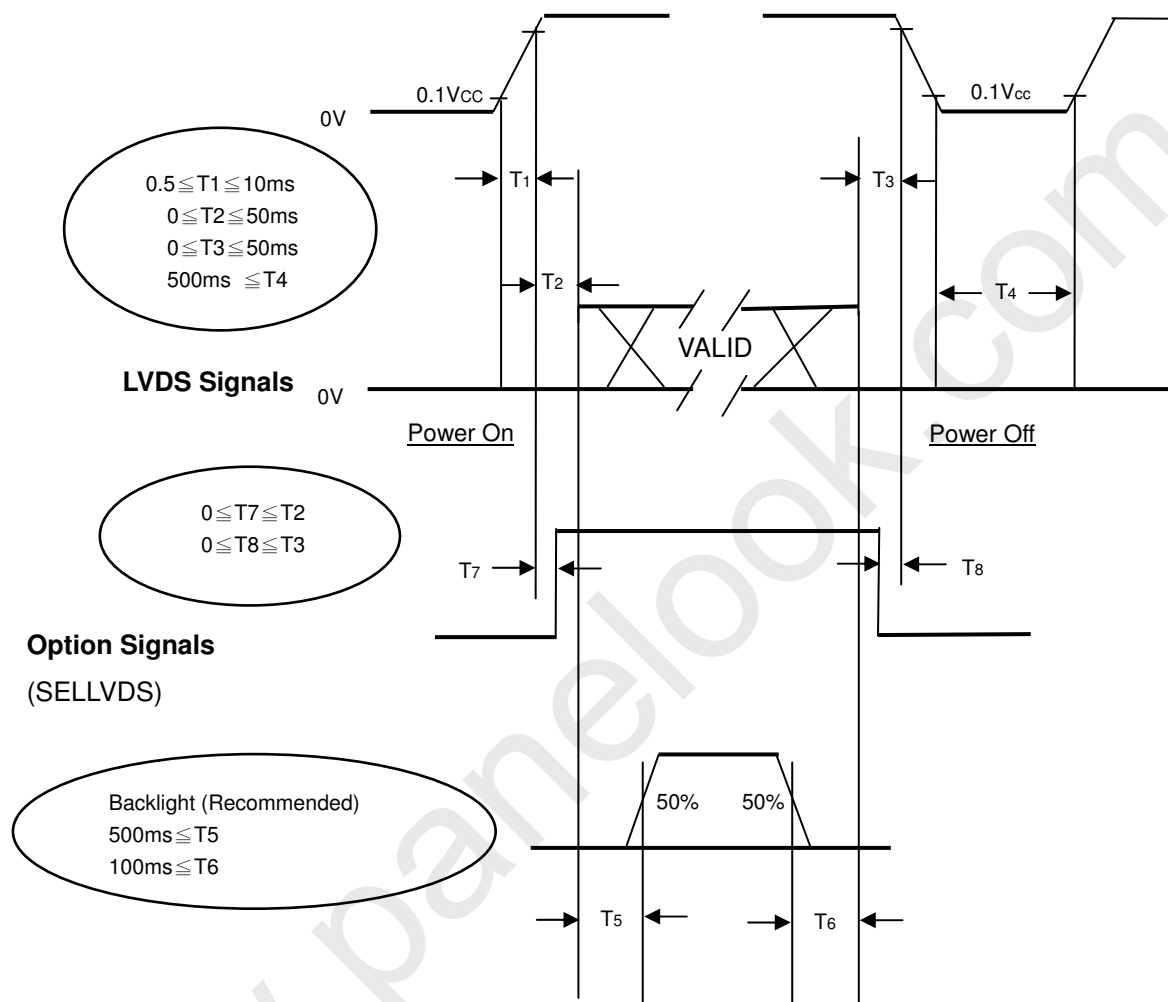 0.1VCC
0.1Vcc
0V
0.5≦T1≦10ms
0≦T2≦50ms
0≦T3≦50ms
500ms ≦T4
T1
T3
T2
T4
VALID
LVDS Signals
0V
Power On
Power Off
0≦T7≦T2
0≦T8≦T3
T7
T8
Option Signals
(SELLVDS)
Backlight (Recommended)
500ms≦T5
100ms≦T6
50%
50%
T5
T6
panelook.com